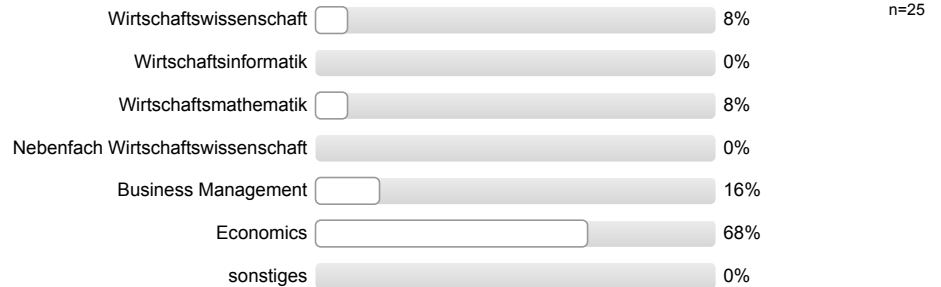 Wirtschaftswissenschaft 8% n=25
Wirtschaftsinformatik 0%
Wirtschaftsmathematik 8%
Nebenfach Wirtschaftswissenschaft 0%
Business Management 16%
Economics 68%
sonstiges 0%